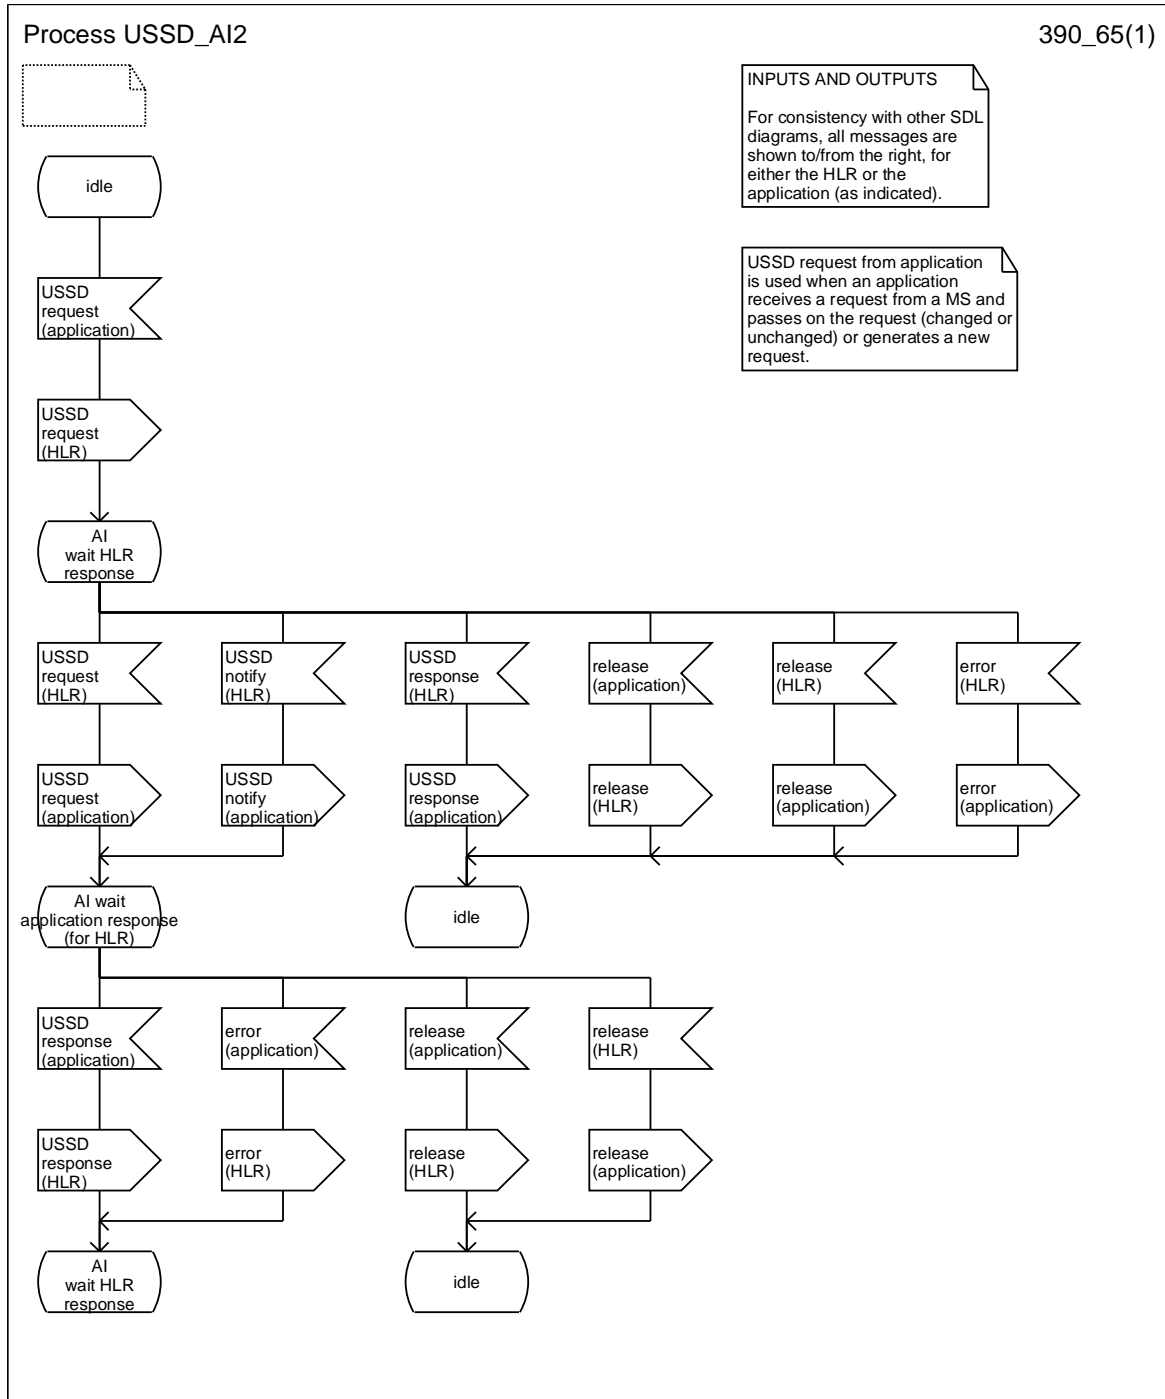 Process USSD_AI2
390_65(1)
INPUTS AND OUTPUTS
For consistency with other SDL
diagrams, all messages are
shown to/from the right, for
either the HLR or the
application (as indicated).
idle
USSD request from application
is used when an application
receives a request from a MS and
passes on the request (changed or
unchanged) or generates a new
request.
USSD
request
(application)
USSD
request
(HLR)
AI
wait HLR
response
USSD
request
(HLR)
USSD
notify
(HLR)
USSD
response
(HLR)
release
(application)
release
(HLR)
error
(HLR)
USSD
request
(application)
USSD
notify
(application)
USSD
response
(application)
release
(HLR)
release
(application)
error
(application)
AI wait
application response
(for HLR)
idle
USSD
response
(application)
error
(application)
release
(application)
release
(HLR)
USSD
response
(HLR)
error
(HLR)
release
(HLR)
release
(application)
AI
wait HLR
response
idle